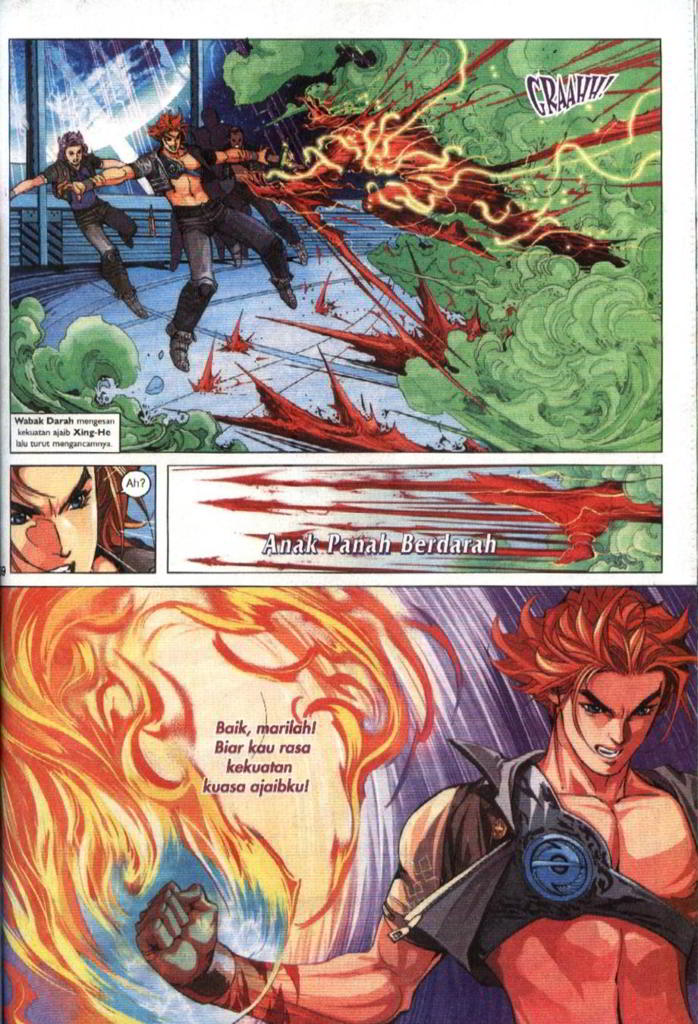 GRAAHH!
Wabak Darah mengesan
kekuatan ajaib Xing-He
lalu turut mengancamnya.
Ah?
Anak Panah Berdarah
Baik, marilah!
Biar kau rasa
kekuatan
kuasa ajaibku!